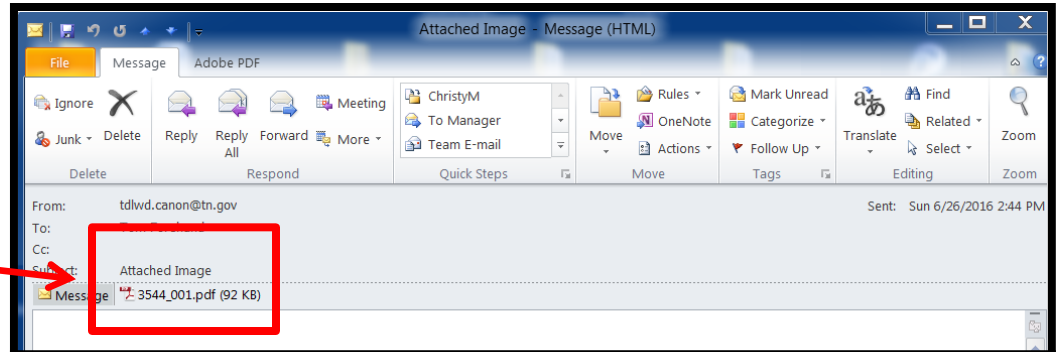 Attached Image - Message (HTML)
File Message Adobe PDF
Ignore
Junk
Delete
Reply
Reply All
Forward
Meeting
More
ChristyM
To Manager
Team E-mail
Move
Rules
OneNote
Actions
Mark Unread
Categorize
Follow Up
Translate
Find
Related
Select
Zoom
Delete Respond Quick Steps Move Tags Editing Zoom
From: tdlwd.canon@tn.gov Sent: Sun 6/26/2016 2:44 PM
To:
Cc:
Subject: Attached Image
Message 3544_001.pdf (92 KB)